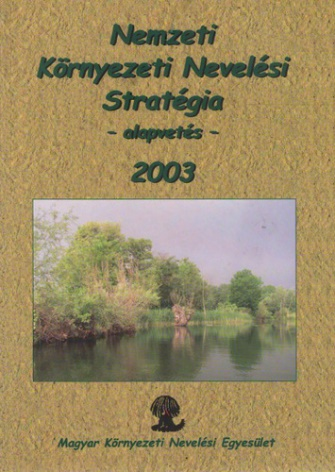 Nemzeti
Környezeti Nevelési
Stratégia
- alapvetés -
2003
Magyar Környezeti Nevelési Egyesület